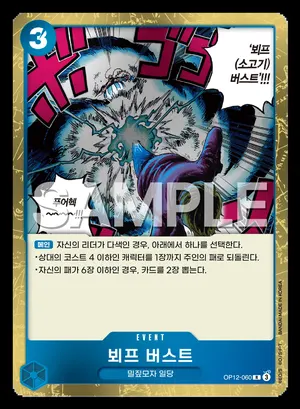 3
'뵈프
(소고기)
버스트'!!!
푸어헉
SAMPLE
메인 자신의 리더가 다색인 경우, 아래에서 하나를 선택한다.
•상대의 코스트 4 이하인 캐릭터를 1장까지 주인의 패로 되돌린다.
•자신의 패가 6장 이하인 경우, 카드를 2장 뽑는다.
EVENT
뵈프 버스트
밀짚모자 일당
OP12-060 R 3